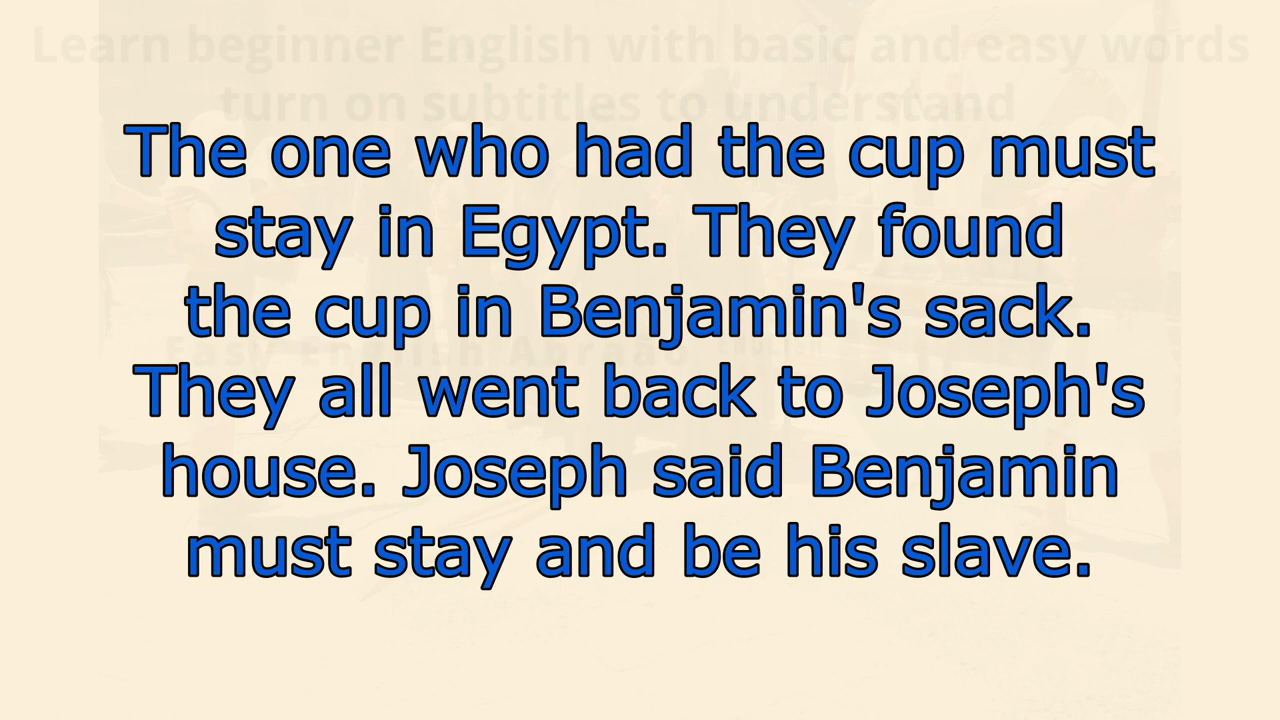 Learn beginner English with basic and easy words
turn on subtitles to understand
The one who had the cup must
stay in Egypt. They found
the cup in Benjamin's sack.
Easy English
They all went back to Joseph's
house. Joseph said Benjamin
must stay and be his slave.